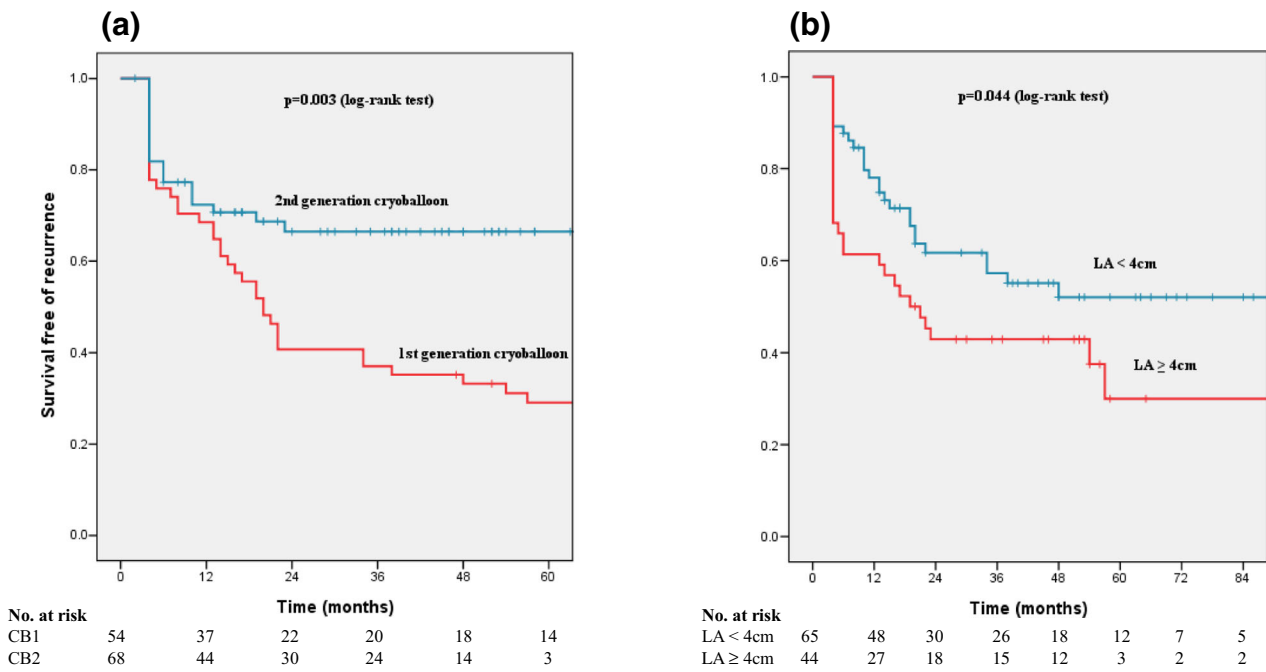 (a)
p=0.003 (log-rank test)
2nd generation cryoballoon
1st generation cryoballoon
Survival free of recurrence
1.0
0.8
0.6
0.4
0.2
0.0
0 12 24 36 48 60
Time (months)
No. at risk
CB1 54 37 22 20 18 14
CB2 68 44 30 24 14 3
(b)
p=0.044 (log-rank test)
LA < 4cm
LA ≥ 4cm
1.0
0.8
0.6
0.4
0.2
0.0
0 12 24 36 48 60 72 84
Time (months)
No. at risk
LA < 4cm 65 48 30 26 18 12 7 5
LA ≥ 4cm 44 27 18 15 12 3 2 2